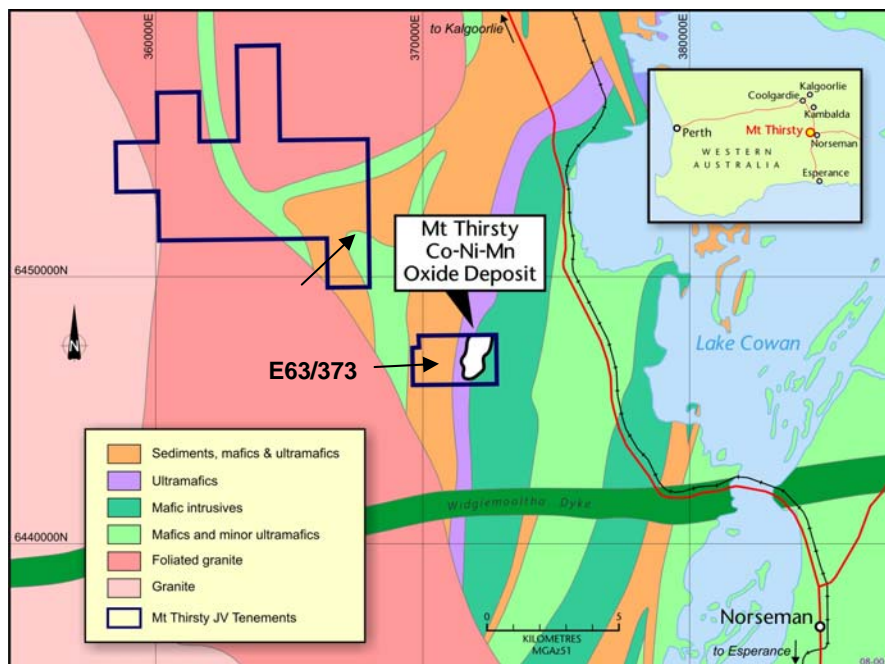 360000E
370000E
380000E
to Kalgoorlie
Kalgoorlie
Coolgardie
Kambalda
Perth
Mt Thirsty
Norseman
WESTERN
AUSTRALIA
Esperance
Mt Thirsty
Co-Ni-Mn
Oxide Deposit
6450000N
N
E63/373
Lake Cowan
Sediments, mafics & ultramafics
Ultramafics
Mafic intrusives
Mafics and minor ultramafics
Foliated granite
Granite
Mt Thirsty JV Tenements
Widgiemooltha Dyke
6440000N
0 5
KILOMETRES
MGAz51
Norseman
to Esperance